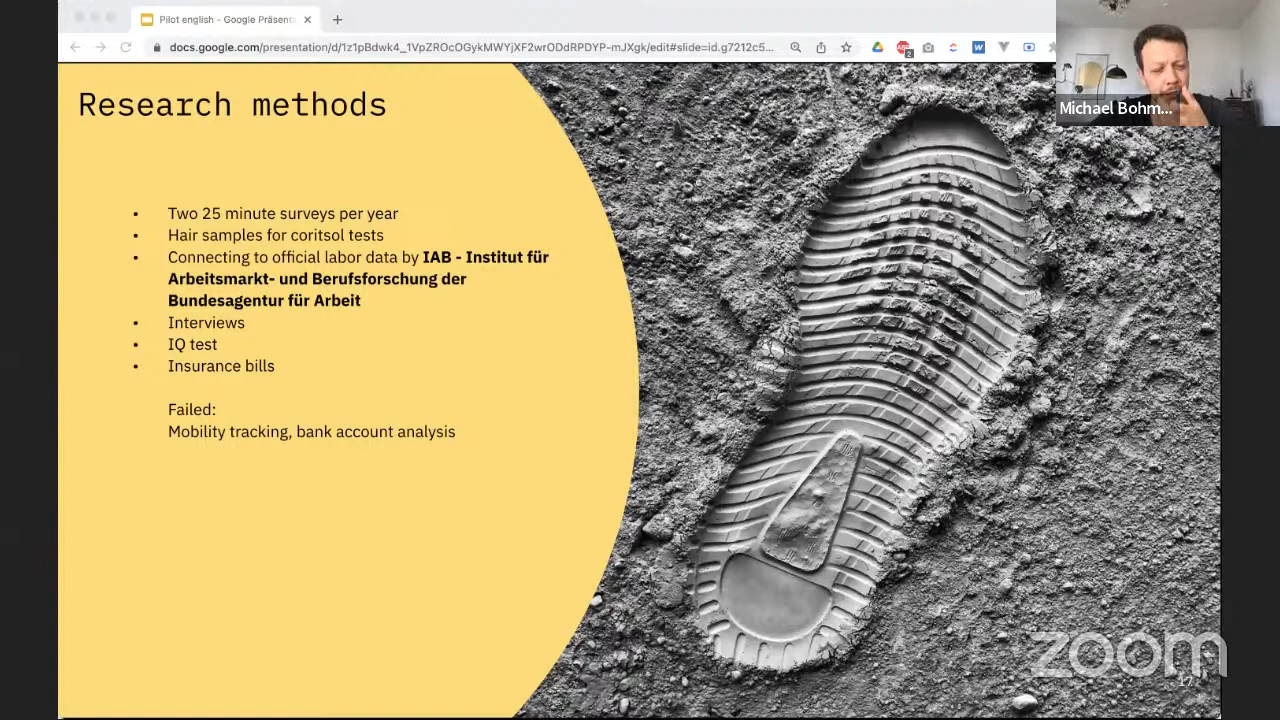 Pilot english - Google Präsenta
docs.google.com/presentation/d/1z1pBdwk4_1VpZROcOGykMWYjXF2wrODdRPDYP-mJXgk/edit#slide=id.g7212c5...
2
Michael Bohm...
Research methods
• Two 25 minute surveys per year
• Hair samples for coritsol tests
• Connecting to official labor data by IAB - Institut für
Arbeitsmarkt- und Berufsforschung der
Bundesagentur für Arbeit
• Interviews
• IQ test
• Insurance bills
Failed:
Mobility tracking, bank account analysis
zoom
17